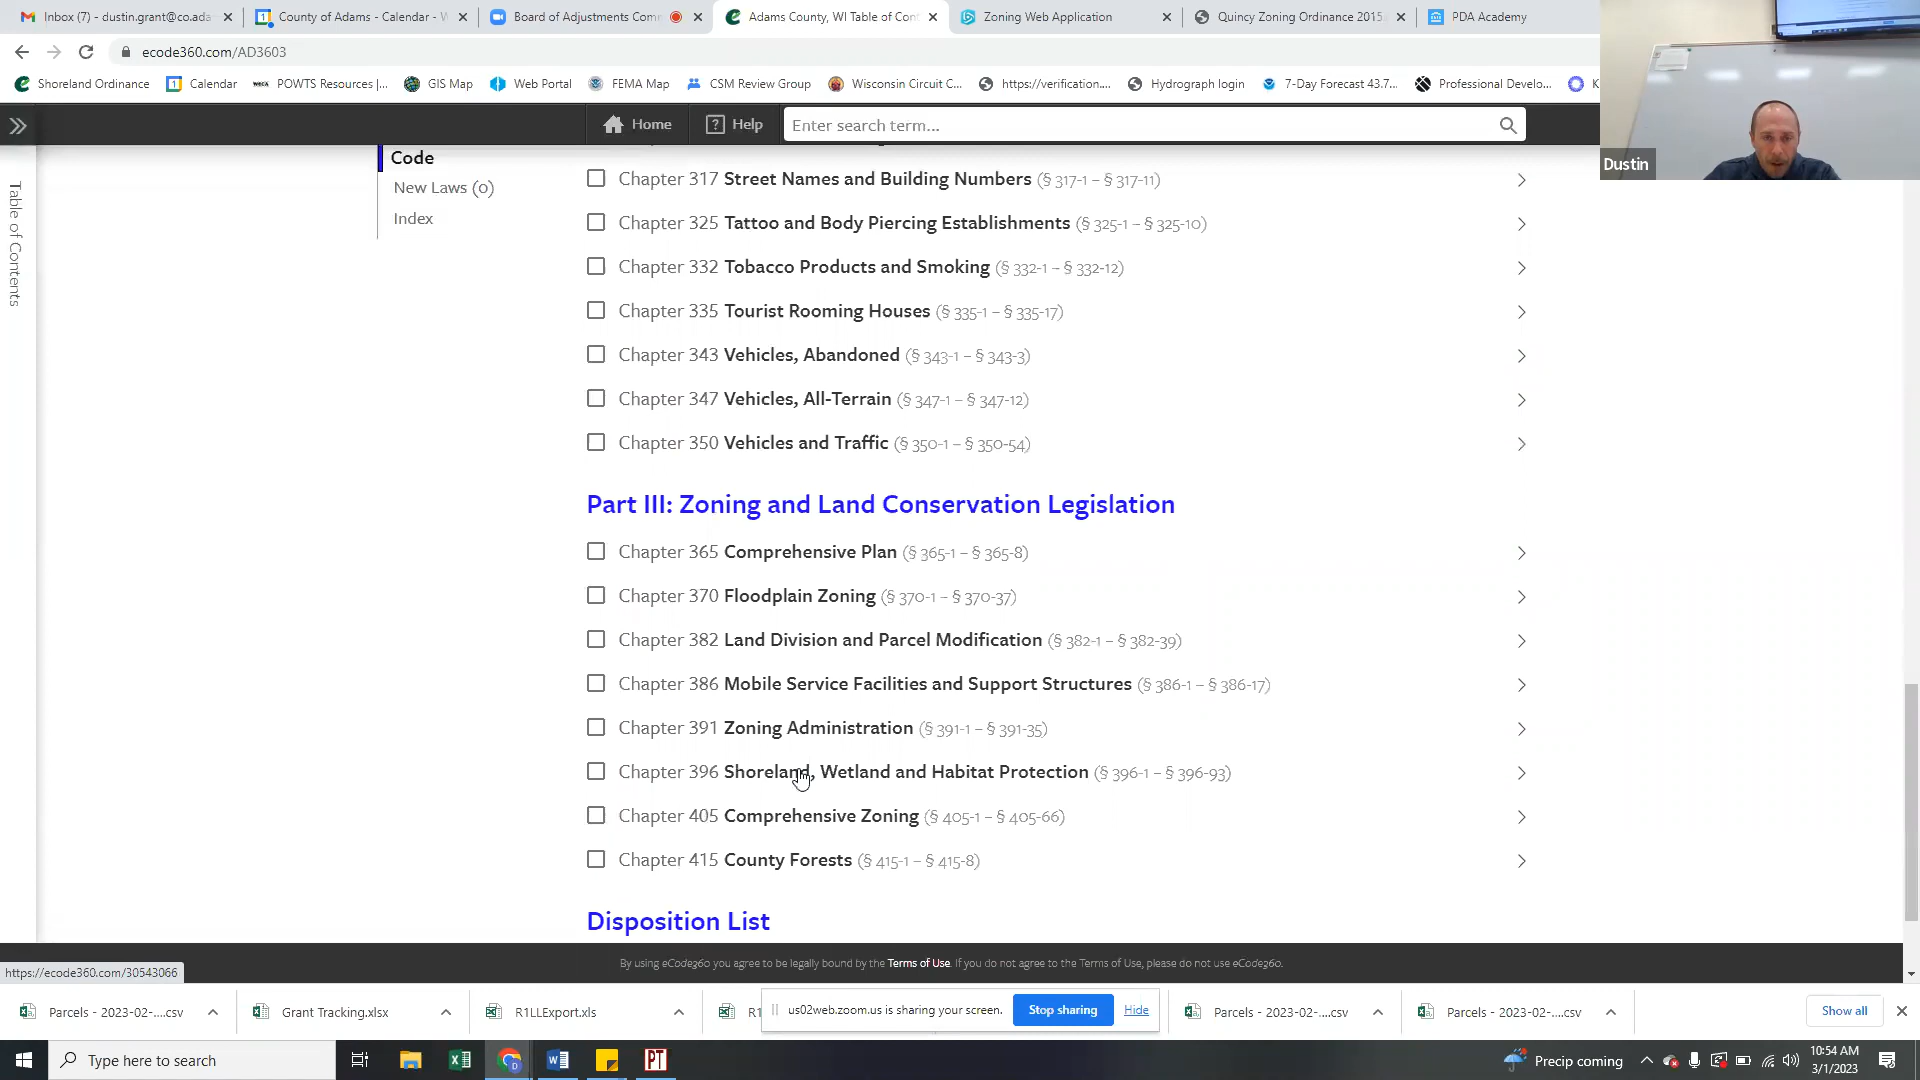 Inbox (7) - dustin.grant@co.ada
County of Adams - Calendar - W
Board of Adjustments Com
Adams County, WI Table of Cont
Zoning Web Application
Quincy Zoning Ordinance 2015.
PDA Academy
ecode360.com/AD3603
Shoreland Ordinance
Calendar
POWTS Resources |...
GIS Map
Web Portal
FEMA Map
CSM Review Group
Wisconsin Circuit C...
https://verification....
Hydrograph login
7-Day Forecast 43.7...
Professional Develo...
K
Home
Help
Enter search term...
Dustin
Table of Contents
Code
New Laws (0)
Index
Chapter 317 Street Names and Building Numbers (§ 317-1 – § 317-11)
Chapter 325 Tattoo and Body Piercing Establishments (§ 325-1 – § 325-10)
Chapter 332 Tobacco Products and Smoking (§ 332-1 – § 332-12)
Chapter 335 Tourist Rooming Houses (§ 335-1 – § 335-17)
Chapter 343 Vehicles, Abandoned (§ 343-1 – § 343-3)
Chapter 347 Vehicles, All-Terrain (§ 347-1 – § 347-12)
Chapter 350 Vehicles and Traffic (§ 350-1 – § 350-54)
Part III: Zoning and Land Conservation Legislation
Chapter 365 Comprehensive Plan (§ 365-1 – § 365-8)
Chapter 370 Floodplain Zoning (§ 370-1 – § 370-37)
Chapter 382 Land Division and Parcel Modification (§ 382-1 – § 382-39)
Chapter 386 Mobile Service Facilities and Support Structures (§ 386-1 – § 386-17)
Chapter 391 Zoning Administration (§ 391-1 – § 391-35)
Chapter 396 Shoreland, Wetland and Habitat Protection (§ 396-1 – § 396-93)
Chapter 405 Comprehensive Zoning (§ 405-1 – § 405-66)
Chapter 415 County Forests (§ 415-1 – § 415-8)
Disposition List
By using eCode360 you agree to be legally bound by the Terms of Use. If you do not agree to the Terms of Use, please do not use eCode360.
https://ecode360.com/30543066
Parcels - 2023-02-....csv
Grant Tracking.xlsx
R1LLExport.xls
R1
us02web.zoom.us is sharing your screen.
Stop sharing
Hide
Parcels - 2023-02-....csv
Parcels - 2023-02-....csv
Show all
Type here to search
PT
Precip coming
10:54 AM
3/1/2023